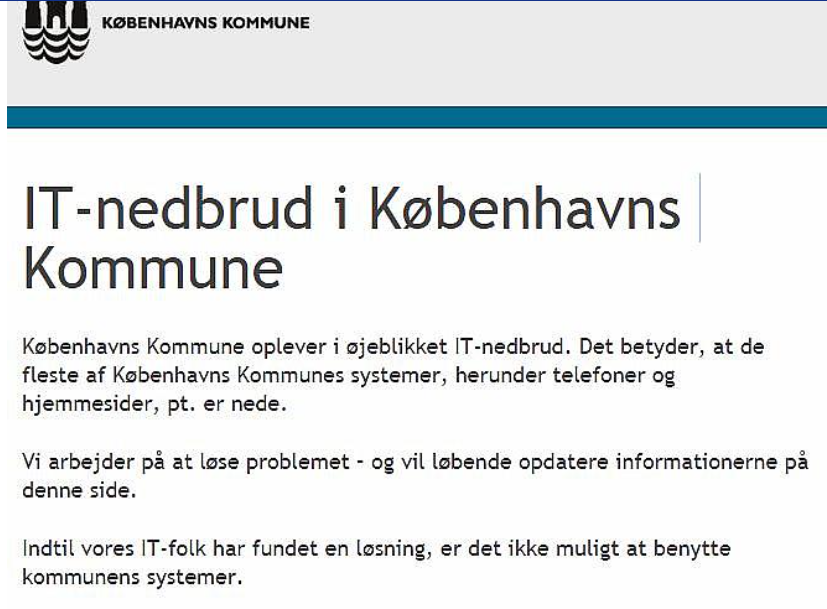 KØBENHAVNS KOMMUNE
IT-nedbrud i Københavns
Kommune
Københavns Kommune oplever i øjeblikket IT-nedbrud. Det betyder, at de
fleste af Københavns Kommunes systemer, herunder telefoner og
hjemmesider, pt. er nede.
Vi arbejder på at løse problemet - og vil løbende opdatere informationerne på
denne side.
Indtil vores IT-folk har fundet en løsning, er det ikke muligt at benytte
kommunens systemer.